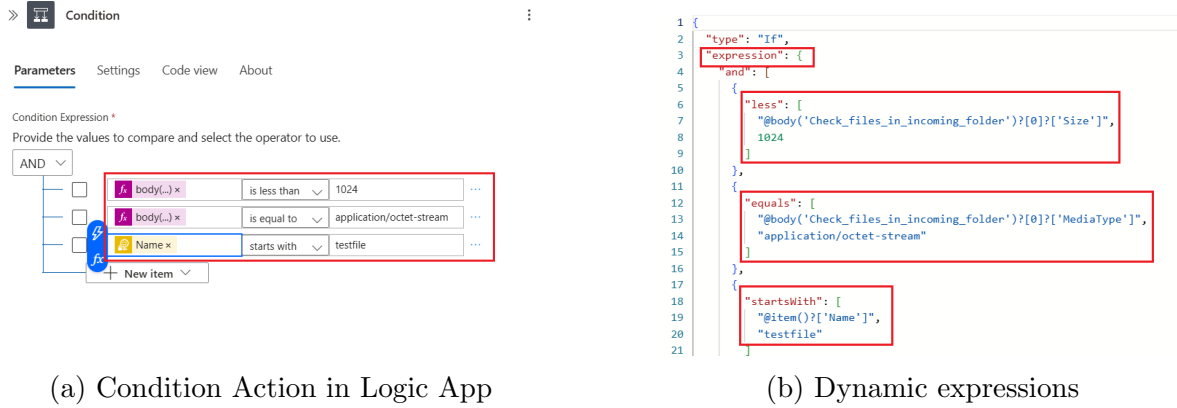 Condition
Parameters Settings Code view About
Condition Expression *
Provide the values to compare and select the operator to use.
AND
fx body(...) × is less than 1024 ...
fx body(...) × is equal to application/octet-stream ...
Name × starts with testfile ...
fx
+ New item
1 {
2 "type": "If",
3 "expression": {
4 "and": [
5 {
6 "less": [
7 "@body('Check_files_in_incoming_folder')?[0]?['Size']",
8 1024
9 ]
10 },
11 {
12 "equals": [
13 "@body('Check_files_in_incoming_folder')?[0]?['MediaType']",
14 "application/octet-stream"
15 ]
16 },
17 {
18 "startsWith": [
19 "@item()?['Name']",
20 "testfile"
21 ]
(a) Condition Action in Logic App
(b) Dynamic expressions